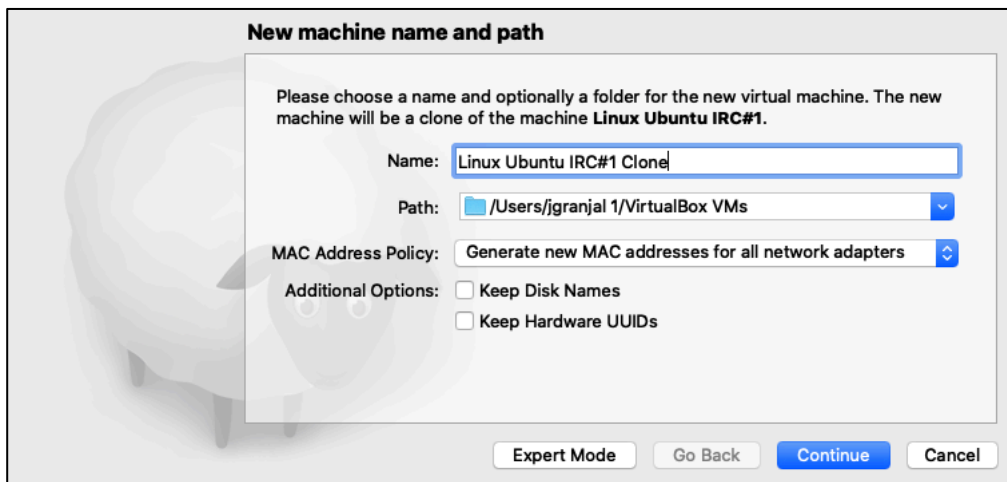 New machine name and path
Please choose a name and optionally a folder for the new virtual machine. The new
machine will be a clone of the machine Linux Ubuntu IRC#1.
Name: Linux Ubuntu IRC#1 Clone
Path: /Users/jgranjal 1/VirtualBox VMs
MAC Address Policy: Generate new MAC addresses for all network adapters
Additional Options: Keep Disk Names
Keep Hardware UUIDs
Expert Mode Go Back Continue Cancel